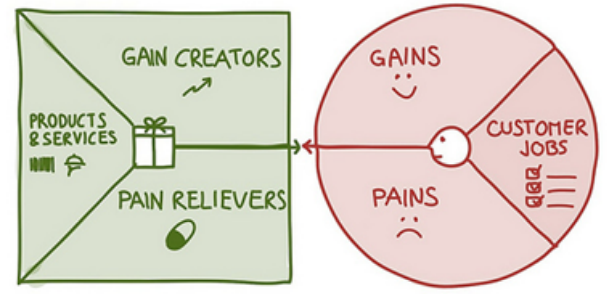 GAIN CREATORS
PRODUCTS
& SERVICES
PAIN RELIEVERS
GAINS
CUSTOMER
JOBS
PAINS